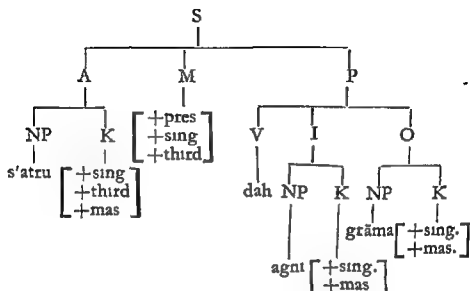 S
A M P
NP K [+pres +sing +third] V I O
s'atru [+sing +third +mas] dah NP K NP K
grāma [+sing. +mas.]
agni [+sing. +mas